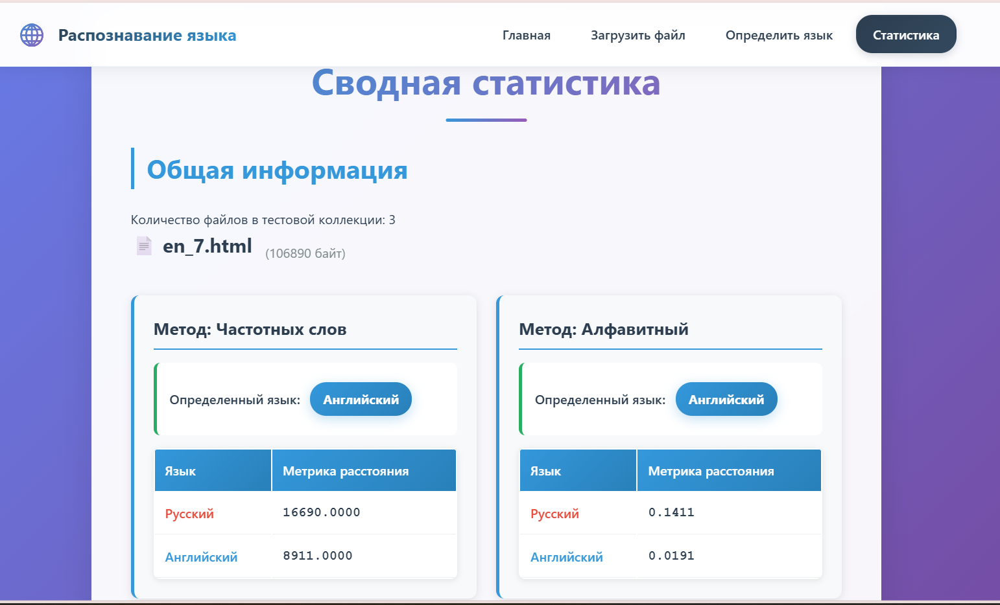 Распознавание языка
Главная
Загрузить файл
Определить язык
Статистика
Сводная статистика
Общая информация
Количество файлов в тестовой коллекции: 3
en_7.html (106890 байт)
Метод: Частотных слов
Определенный язык: Английский
Язык Метрика расстояния
Русский 16690.0000
Английский 8911.0000
Метод: Алфавитный
Определенный язык: Английский
Язык Метрика расстояния
Русский 0.1411
Английский 0.0191